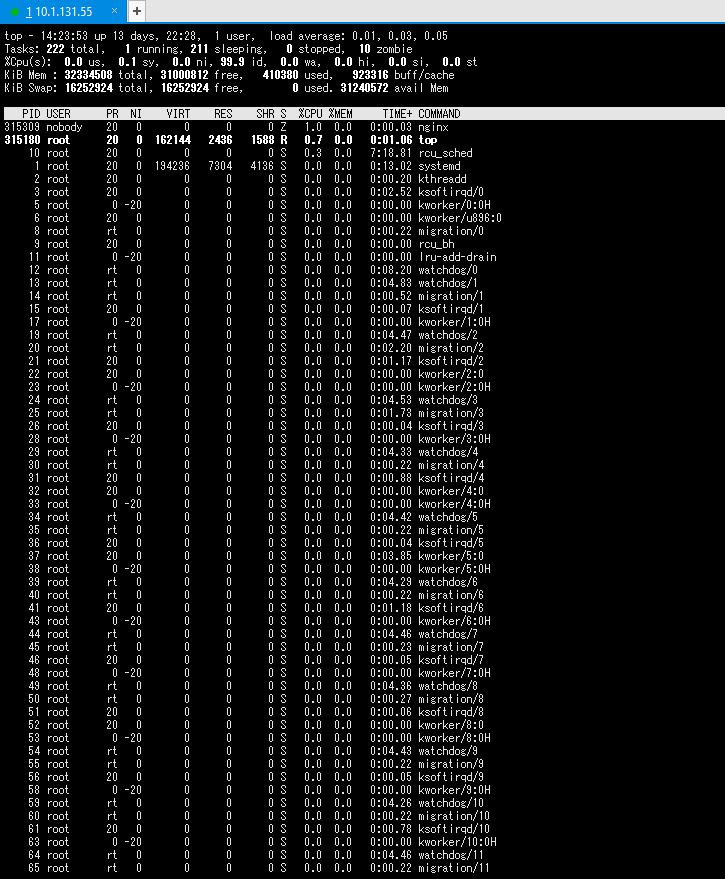 1 10.1.131.55 × +
top - 14:23:53 up 13 days, 22:28, 1 user, load average: 0.01, 0.03, 0.05
Tasks: 222 total, 1 running, 211 sleeping, 0 stopped, 10 zombie
%Cpu(s): 0.0 us, 0.1 sy, 0.0 ni, 99.9 id, 0.0 wa, 0.0 hi, 0.0 si, 0.0 st
KiB Mem : 32334508 total, 31000812 free, 410380 used, 923316 buff/cache
KiB Swap: 16252924 total, 16252924 free, 0 used. 31240572 avail Mem
PID USER PR NI VIRT RES SHR S %CPU %MEM TIME+ COMMAND
315309 nobody 20 0 0 0 0 Z 1.0 0.0 0:00.03 nginx
315180 root 20 0 162144 2436 1588 R 0.7 0.0 0:01.06 top
10 root 20 0 0 0 0 S 0.3 0.0 7:18.81 rcu_sched
1 root 20 0 194236 7304 4136 S 0.0 0.0 0:13.02 systemd
2 root 20 0 0 0 0 S 0.0 0.0 0:00.20 kthreadd
3 root 20 0 0 0 0 S 0.0 0.0 0:02.52 ksoftirqd/0
5 root 0 -20 0 0 0 S 0.0 0.0 0:00.00 kworker/0:0H
6 root 20 0 0 0 0 S 0.0 0.0 0:00.00 kworker/u896:0
8 root rt 0 0 0 0 S 0.0 0.0 0:00.22 migration/0
9 root 20 0 0 0 0 S 0.0 0.0 0:00.00 rcu_bh
11 root 0 -20 0 0 0 S 0.0 0.0 0:00.00 lru-add-drain
12 root rt 0 0 0 0 S 0.0 0.0 0:08.20 watchdog/0
13 root rt 0 0 0 0 S 0.0 0.0 0:04.83 watchdog/1
14 root rt 0 0 0 0 S 0.0 0.0 0:00.52 migration/1
15 root 20 0 0 0 0 S 0.0 0.0 0:00.07 ksoftirqd/1
17 root 0 -20 0 0 0 S 0.0 0.0 0:00.00 kworker/1:0H
19 root rt 0 0 0 0 S 0.0 0.0 0:04.47 watchdog/2
20 root rt 0 0 0 0 S 0.0 0.0 0:02.20 migration/2
21 root 20 0 0 0 0 S 0.0 0.0 0:01.17 ksoftirqd/2
22 root 20 0 0 0 0 S 0.0 0.0 0:00.00 kworker/2:0
23 root 0 -20 0 0 0 S 0.0 0.0 0:00.00 kworker/2:0H
24 root rt 0 0 0 0 S 0.0 0.0 0:04.53 watchdog/3
25 root rt 0 0 0 0 S 0.0 0.0 0:01.73 migration/3
26 root 20 0 0 0 0 S 0.0 0.0 0:00.04 ksoftirqd/3
28 root 0 -20 0 0 0 S 0.0 0.0 0:00.00 kworker/3:0H
29 root rt 0 0 0 0 S 0.0 0.0 0:04.33 watchdog/4
30 root rt 0 0 0 0 S 0.0 0.0 0:00.22 migration/4
31 root 20 0 0 0 0 S 0.0 0.0 0:00.88 ksoftirqd/4
32 root 20 0 0 0 0 S 0.0 0.0 0:00.00 kworker/4:0
33 root 0 -20 0 0 0 S 0.0 0.0 0:00.00 kworker/4:0H
34 root rt 0 0 0 0 S 0.0 0.0 0:04.42 watchdog/5
35 root rt 0 0 0 0 S 0.0 0.0 0:00.22 migration/5
36 root 20 0 0 0 0 S 0.0 0.0 0:00.04 ksoftirqd/5
37 root 20 0 0 0 0 S 0.0 0.0 0:03.85 kworker/5:0
38 root 0 -20 0 0 0 S 0.0 0.0 0:00.00 kworker/5:0H
39 root rt 0 0 0 0 S 0.0 0.0 0:04.29 watchdog/6
40 root rt 0 0 0 0 S 0.0 0.0 0:00.22 migration/6
41 root 20 0 0 0 0 S 0.0 0.0 0:01.18 ksoftirqd/6
43 root 0 -20 0 0 0 S 0.0 0.0 0:00.00 kworker/6:0H
44 root rt 0 0 0 0 S 0.0 0.0 0:04.46 watchdog/7
45 root rt 0 0 0 0 S 0.0 0.0 0:00.23 migration/7
46 root 20 0 0 0 0 S 0.0 0.0 0:00.05 ksoftirqd/7
48 root 0 -20 0 0 0 S 0.0 0.0 0:00.00 kworker/7:0H
49 root rt 0 0 0 0 S 0.0 0.0 0:04.36 watchdog/8
50 root rt 0 0 0 0 S 0.0 0.0 0:00.27 migration/8
51 root 20 0 0 0 0 S 0.0 0.0 0:00.06 ksoftirqd/8
52 root 20 0 0 0 0 S 0.0 0.0 0:00.00 kworker/8:0
53 root 0 -20 0 0 0 S 0.0 0.0 0:00.00 kworker/8:0H
54 root rt 0 0 0 0 S 0.0 0.0 0:04.43 watchdog/9
55 root rt 0 0 0 0 S 0.0 0.0 0:00.22 migration/9
56 root 20 0 0 0 0 S 0.0 0.0 0:00.05 ksoftirqd/9
58 root 0 -20 0 0 0 S 0.0 0.0 0:00.00 kworker/9:0H
59 root rt 0 0 0 0 S 0.0 0.0 0:04.26 watchdog/10
60 root rt 0 0 0 0 S 0.0 0.0 0:00.22 migration/10
61 root 20 0 0 0 0 S 0.0 0.0 0:00.78 ksoftirqd/10
63 root 0 -20 0 0 0 S 0.0 0.0 0:00.00 kworker/10:0H
64 root rt 0 0 0 0 S 0.0 0.0 0:04.46 watchdog/11
65 root rt 0 0 0 0 S 0.0 0.0 0:00.22 migration/11